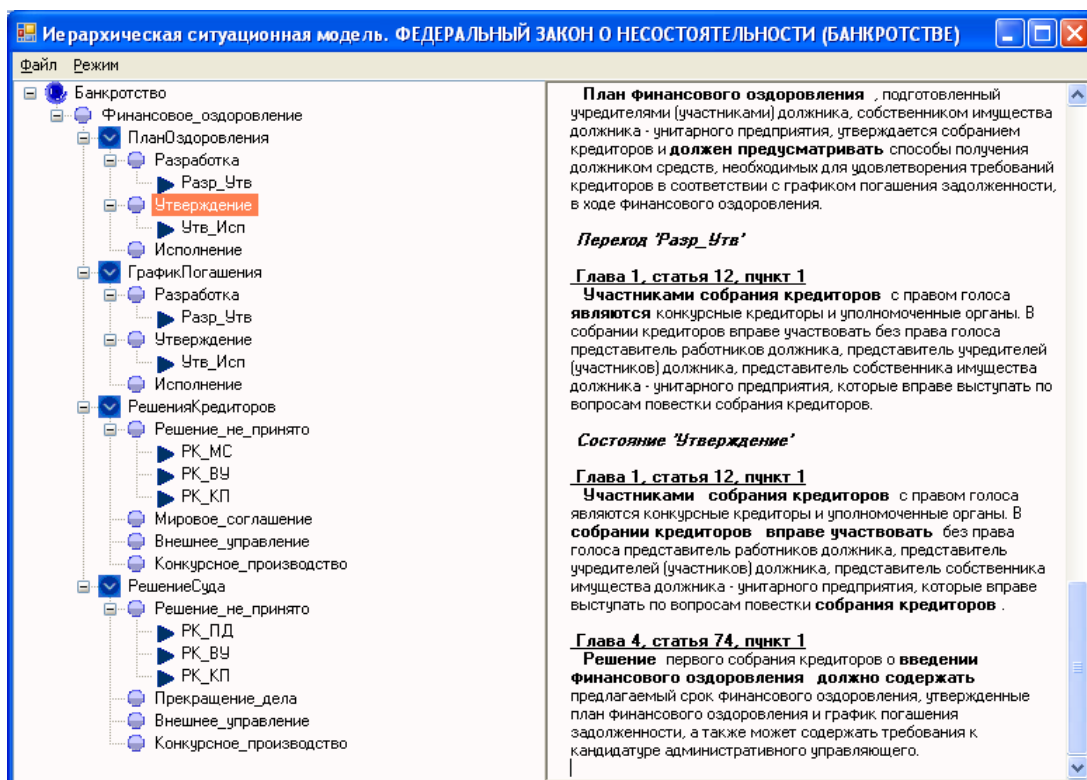 Иерархическая ситуационная модель. ФЕДЕРАЛЬНЫЙ ЗАКОН О НЕСОСТОЯТЕЛЬНОСТИ (БАНКРОТСТВЕ)
Файл Режим
Банкротство
Финансовое_оздоровление
ПланОздоровления
Разработка
Разр_Утв
Утверждение
Утв_Исп
Исполнение
ГрафикПогашения
Разработка
Разр_Утв
Утверждение
Утв_Исп
Исполнение
РешенияКредиторов
Решение_не_принято
РК_МС
РК_ВУ
РК_КП
Мировое_соглашение
Внешнее_управление
Конкурсное_производство
РешениеСуда
Решение_не_принято
РК_ПД
РК_ВУ
РК_КП
Прекращение_дела
Внешнее_управление
Конкурсное_производство
План финансового оздоровления , подготовленный
учредителями (участниками) должника, собственником имущества
должника - унитарного предприятия, утверждается собранием
кредиторов и должен предусматривать способы получения
должником средств, необходимых для удовлетворения требований
кредиторов в соответствии с графиком погашения задолженности,
в ходе финансового оздоровления.
Переход 'Разр_Утв'
Глава 1, статья 12, пункт 1
Участниками собрания кредиторов с правом голоса
являются конкурсные кредиторы и уполномоченные органы. В
собрании кредиторов вправе участвовать без права голоса
представитель работников должника, представитель учредителей
(участников) должника, представитель собственника имущества
должника - унитарного предприятия, которые вправе выступать по
вопросам повестки собрания кредиторов.
Состояние 'Утверждение'
Глава 1, статья 12, пункт 1
Участниками собрания кредиторов с правом голоса
являются конкурсные кредиторы и уполномоченные органы. В
собрании кредиторов вправе участвовать без права
голоса представитель работников должника, представитель
учредителей (участников) должника, представитель собственника
имущества должника - унитарного предприятия, которые вправе
выступать по вопросам повестки собрания кредиторов .
Глава 4, статья 74, пункт 1
Решение первого собрания кредиторов о введении
финансового оздоровления должно содержать
предлагаемый срок финансового оздоровления, утвержденные
план финансового оздоровления и график погашения
задолженности, а также может содержать требования к
кандидатуре административного управляющего.